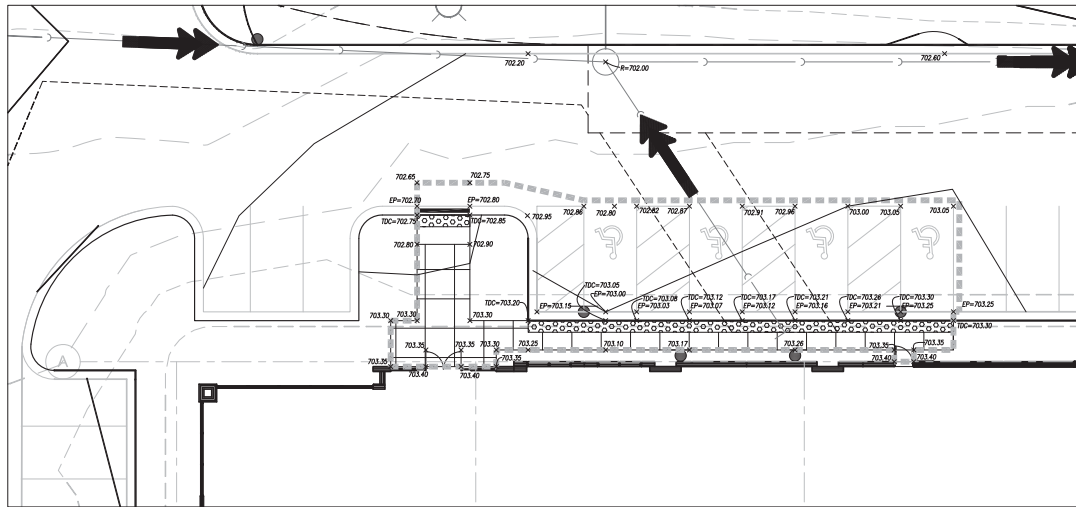 702.20
R=702.00
702.60
702.65
702.75
EP=702.70
EP=702.80
TDC=702.75
TDC=702.85
702.95
702.86
702.80
702.82
702.87
702.91
702.96
703.00
703.05
703.05
702.80
702.90
TDC=703.05
EP=703.00
TDC=703.20
EP=703.15
TDC=703.08
EP=703.03
TDC=703.12
EP=703.07
TDC=703.17
EP=703.12
TDC=703.21
EP=703.16
TDC=703.26
EP=703.21
TDC=703.30
EP=703.25
EP=703.25
TDC=703.30
703.30
703.30
703.30
703.35
703.35
703.30
703.25
703.10
703.17
703.26
703.35
703.35
703.35
703.35
703.40
703.40
703.40
703.40
A